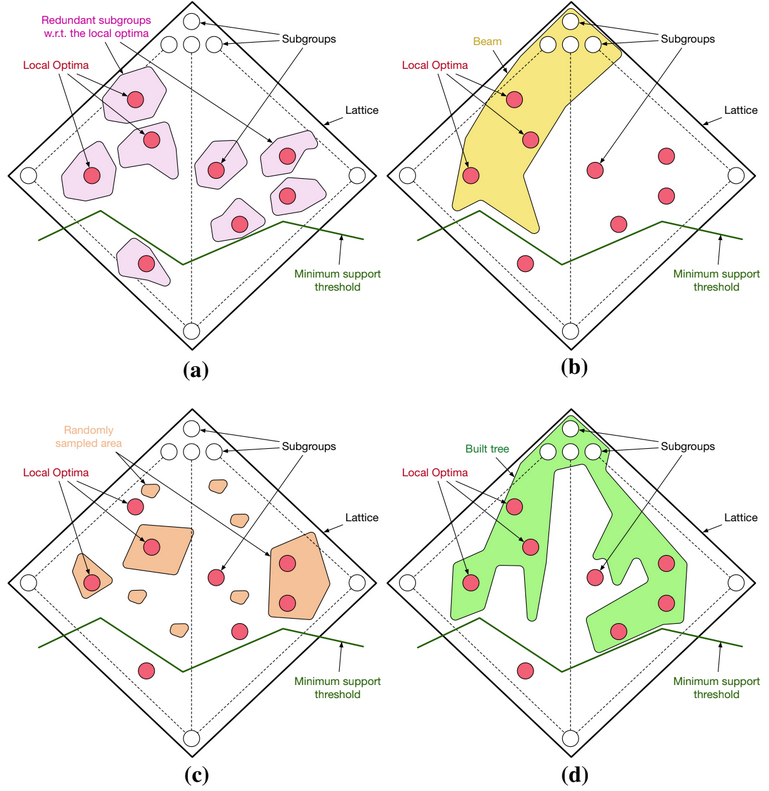 Redundant subgroups
w.r.t. the local optima
Subgroups
Local Optima
Lattice
Minimum support
threshold
(a)
Beam
Subgroups
Local Optima
Lattice
Minimum support
threshold
(b)
Randomly
sampled area
Subgroups
Local Optima
Lattice
Minimum support
threshold
(c)
Built tree
Subgroups
Local Optima
Lattice
Minimum support
threshold
(d)